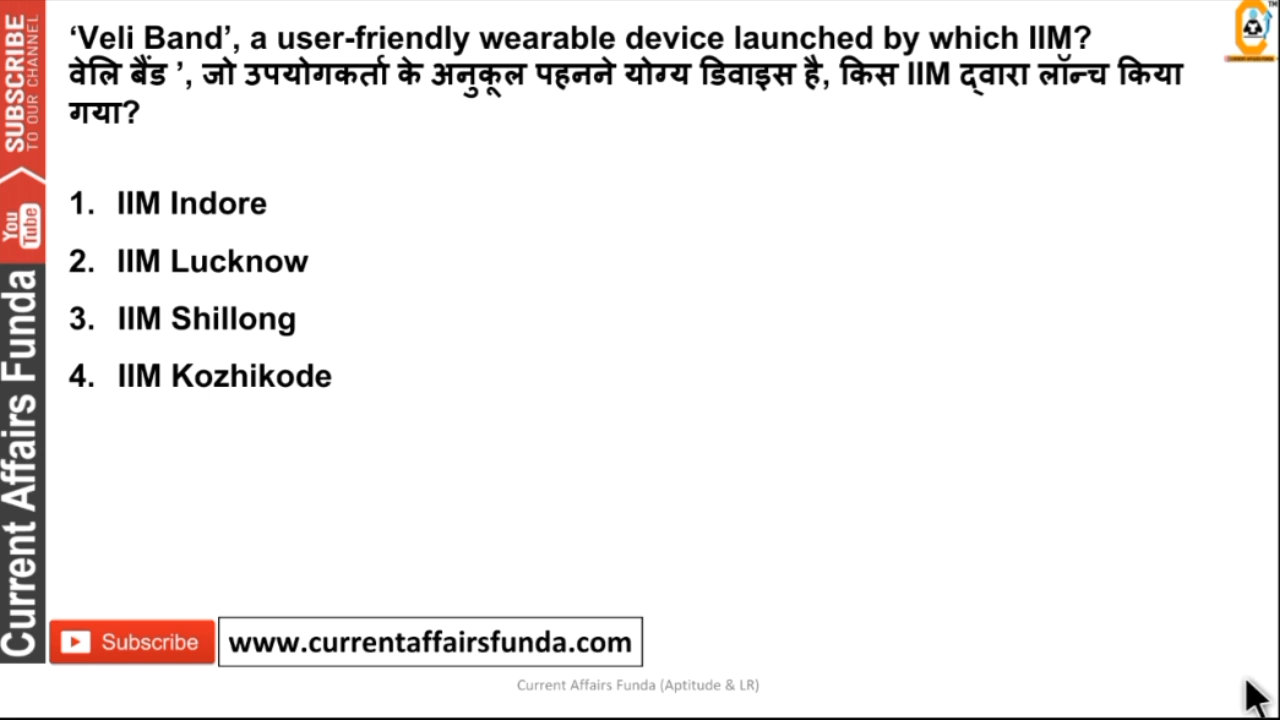 ‘Veli Band’, a user-friendly wearable device launched by which IIM?
वेलि बैंड ’, जो उपयोगकर्ता के अनुकूल पहनने योग्य डिवाइस है, किस IIM द्वारा लॉन्च किया
गया?
1. IIM Indore
2. IIM Lucknow
3. IIM Shillong
4. IIM Kozhikode
SUBSCRIBE
TO OUR CHANNEL
You
Tube
Current Affairs Funda
Subscribe
www.currentaffairsfunda.com
Current Affairs Funda (Aptitude & LR)